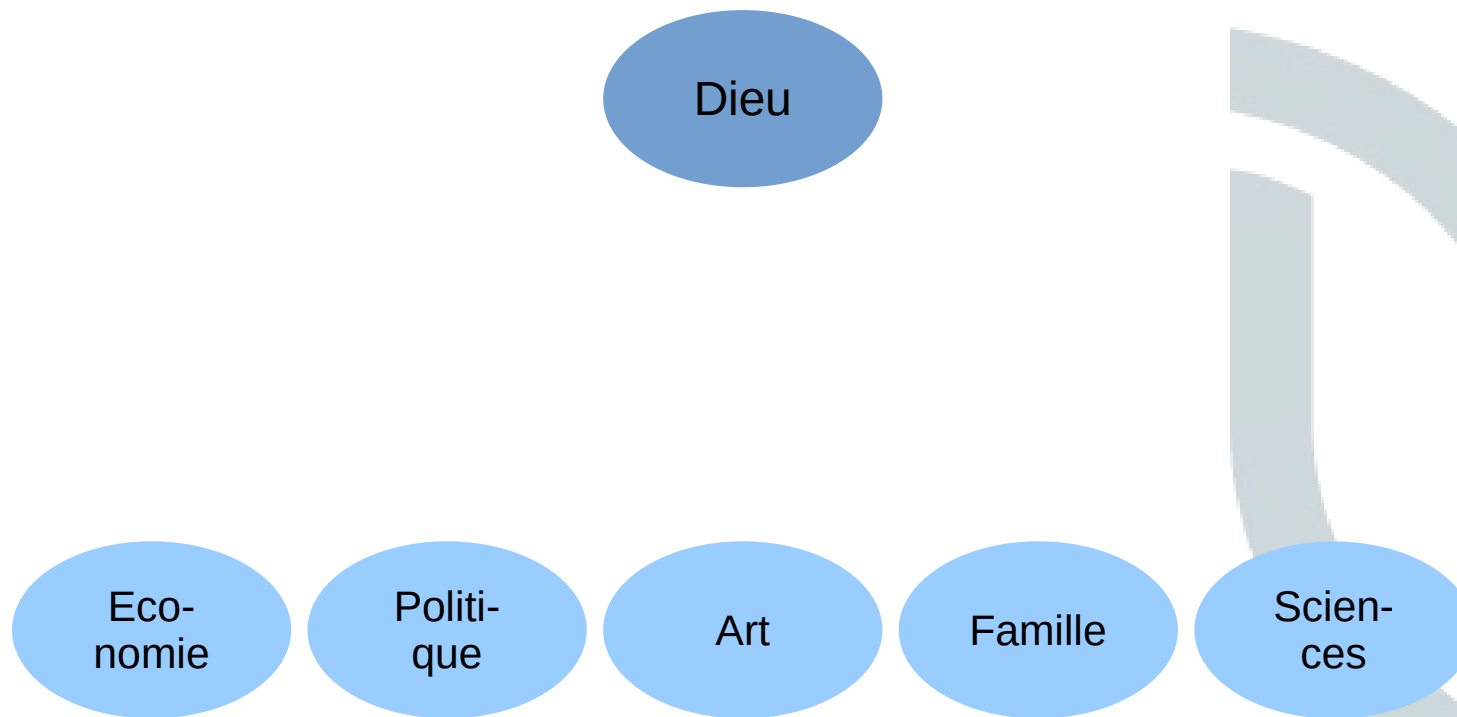 Dieu
Eco-
nomie
Politi-
que
Art
Famille
Scien-
ces